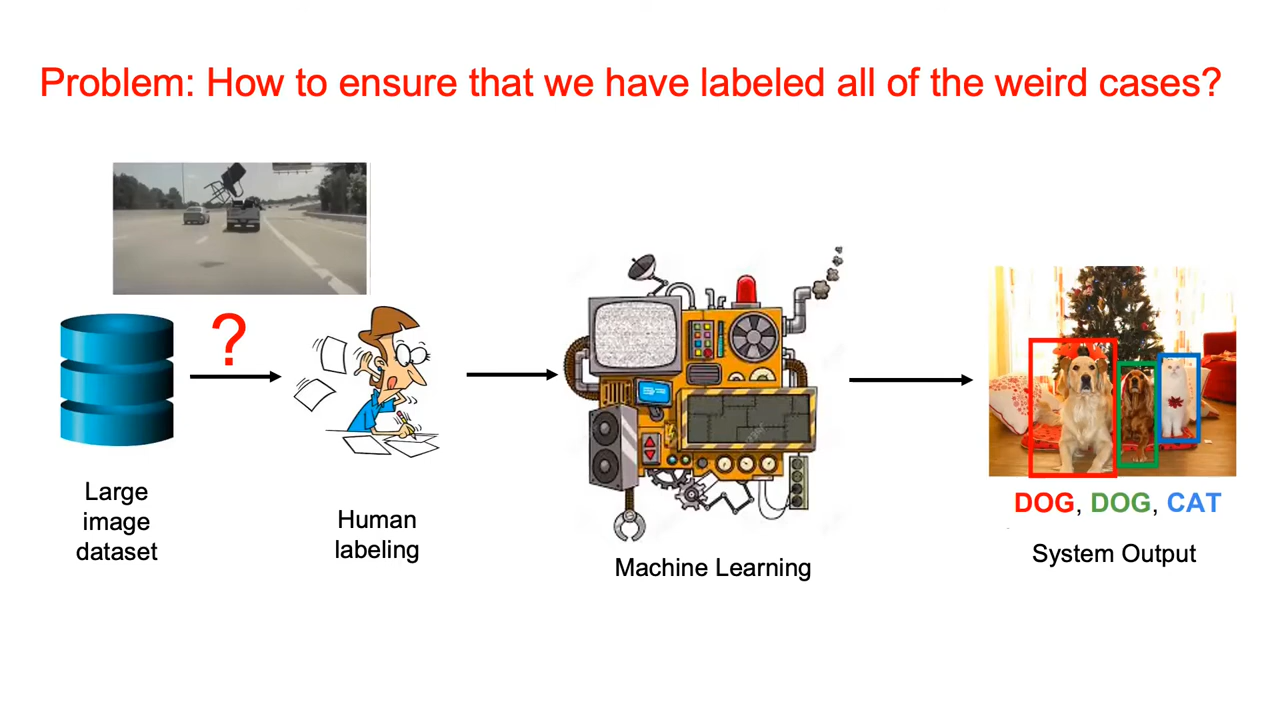 Problem: How to ensure that we have labeled all of the weird cases?
?
Large
image
dataset
Human
labeling
Machine Learning
DOG, DOG, CAT
System Output